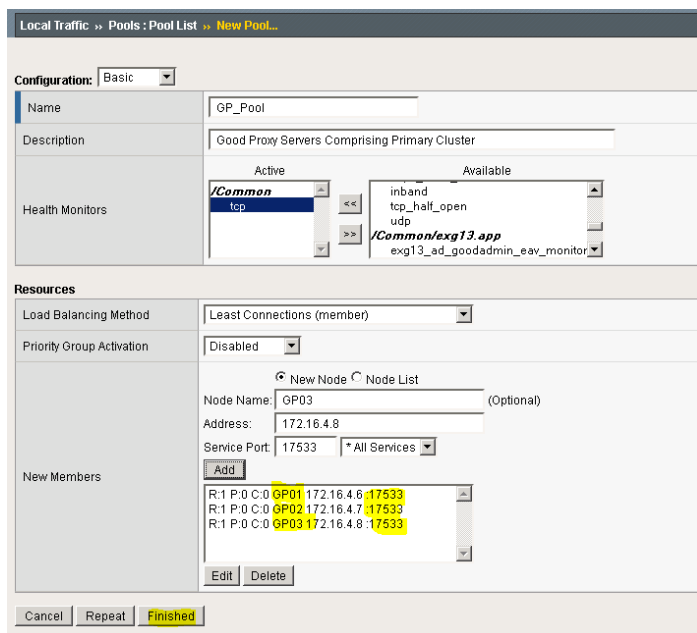 Local Traffic » Pools : Pool List » New Pool...
Configuration: Basic
Name GP_Pool
Description Good Proxy Servers Comprising Primary Cluster
Health Monitors
Active
/Common
tcp
<<
>>
Available
inband
tcp_half_open
udp
/Common/exg13.app
exg13_ad_goodadmin_eav_monitor
Resources
Load Balancing Method Least Connections (member)
Priority Group Activation Disabled
New Members
New Node Node List
Node Name: GP03 (Optional)
Address: 172.16.4.8
Service Port: 17533 * All Services
Add
R:1 P:0 C:0 GP01 172.16.4.6 :17533
R:1 P:0 C:0 GP02 172.16.4.7 :17533
R:1 P:0 C:0 GP03 172.16.4.8 :17533
Edit Delete
Cancel Repeat Finished